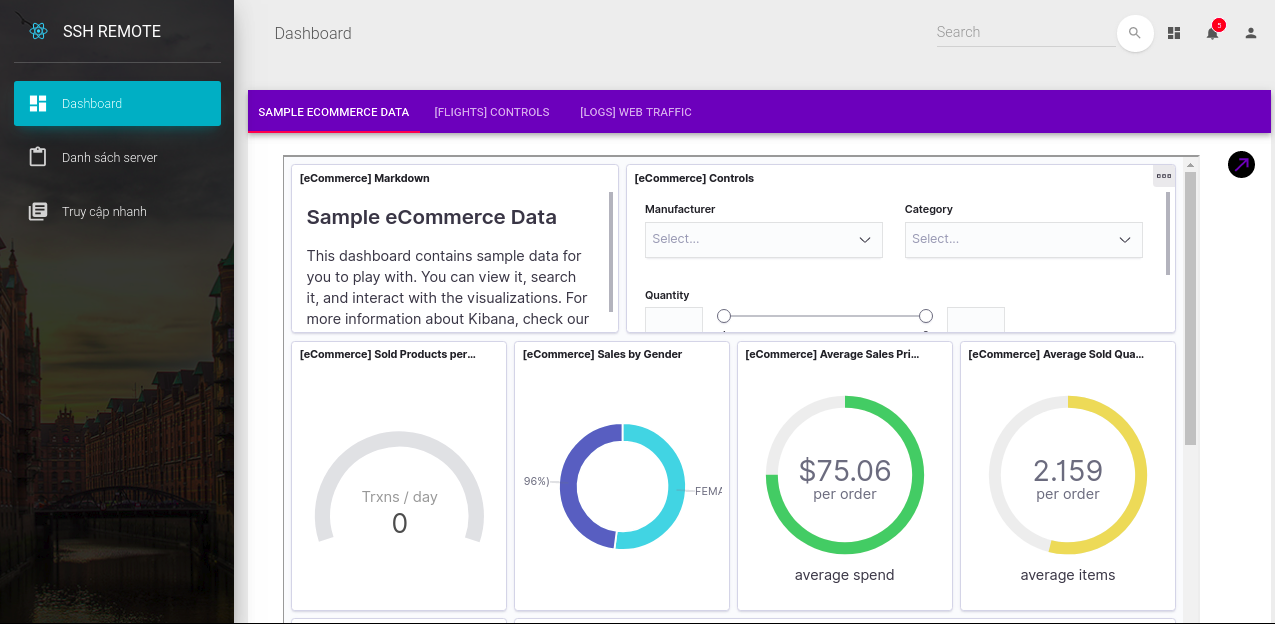 SSH REMOTE
Dashboard
Danh sách server
Truy cập nhanh
Dashboard
Search
5
SAMPLE ECOMMERCE DATA
[FLIGHTS] CONTROLS
[LOGS] WEB TRAFFIC
[eCommerce] Markdown
Sample eCommerce Data
This dashboard contains sample data for
you to play with. You can view it, search
it, and interact with the visualizations. For
more information about Kibana, check our
[eCommerce] Controls
Manufacturer
Select...
Category
Select...
Quantity
[eCommerce] Sold Products per...
Trxns / day
0
[eCommerce] Sales by Gender
96%)
FEMA
[eCommerce] Average Sales Pri...
$75.06
per order
average spend
[eCommerce] Average Sold Qua...
2.159
per order
average items